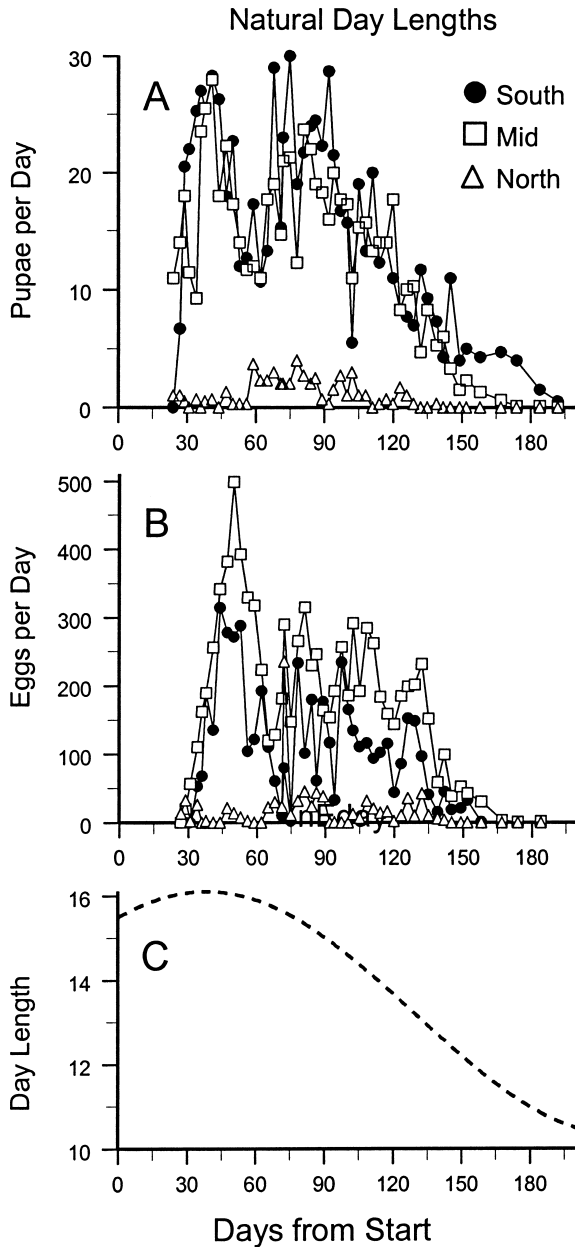 Natural Day Lengths
30
20
10
0
Pupae per Day
A
South
Mid
North
0 30 60 90 120 150 180
500
400
300
200
100
0
Eggs per Day
B
0 30 60 90 120 150 180
16
14
12
10
Day Length
C
0 30 60 90 120 150 180
Days from Start